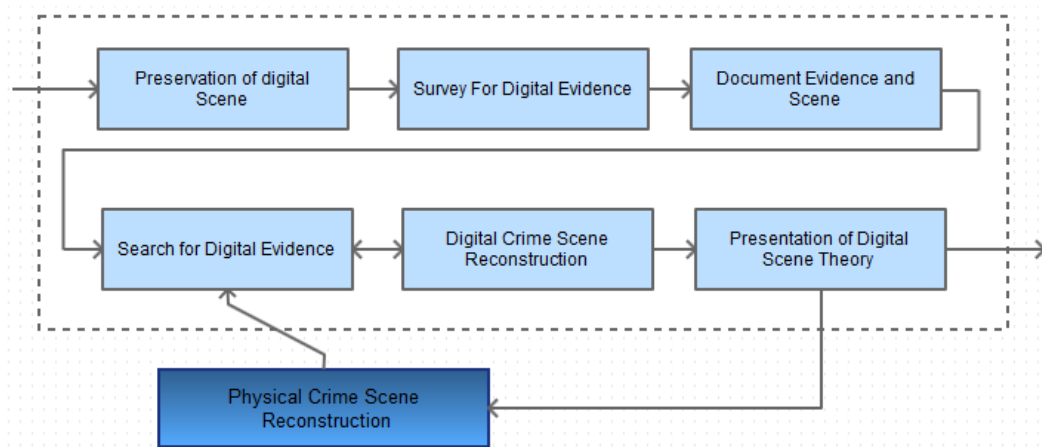 Preservation of digital
Scene
Survey For Digital Evidence
Document Evidence and
Scene
Search for Digital Evidence
Digital Crime Scene
Reconstruction
Presentation of Digital
Scene Theory
Physical Crime Scene
Reconstruction